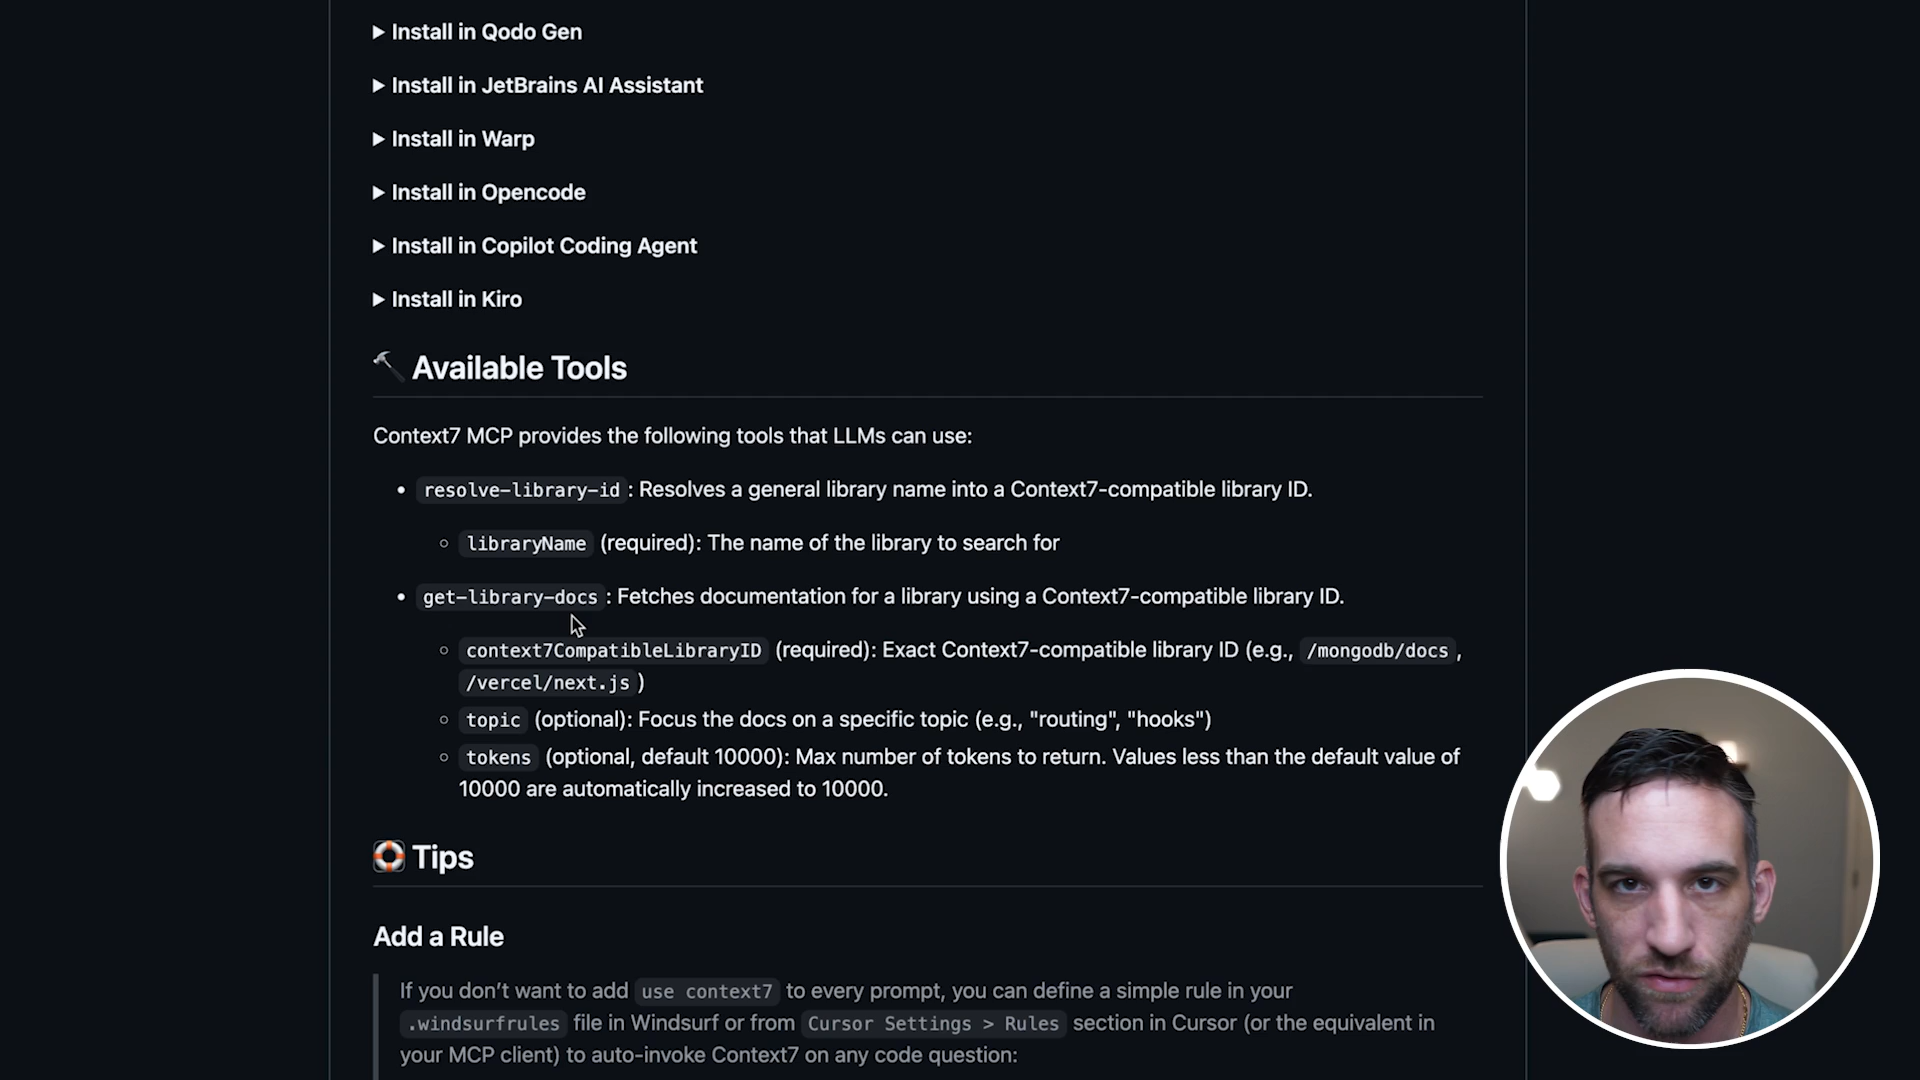 Install in Qodo Gen
Install in JetBrains AI Assistant
Install in Warp
Install in Opencode
Install in Copilot Coding Agent
Install in Kiro
Available Tools
Context7 MCP provides the following tools that LLMs can use:
resolve-library-id : Resolves a general library name into a Context7-compatible library ID.
libraryName (required): The name of the library to search for
get-library-docs : Fetches documentation for a library using a Context7-compatible library ID.
context7CompatibleLibraryID (required): Exact Context7-compatible library ID (e.g., /mongodb/docs ,
/vercel/next.js )
topic (optional): Focus the docs on a specific topic (e.g., "routing", "hooks")
tokens (optional, default 10000): Max number of tokens to return. Values less than the default value of
10000 are automatically increased to 10000.
Tips
Add a Rule
If you don’t want to add use context7 to every prompt, you can define a simple rule in your
.windsurfrules file in Windsurf or from Cursor Settings > Rules section in Cursor (or the equivalent in
your MCP client) to auto-invoke Context7 on any code question: